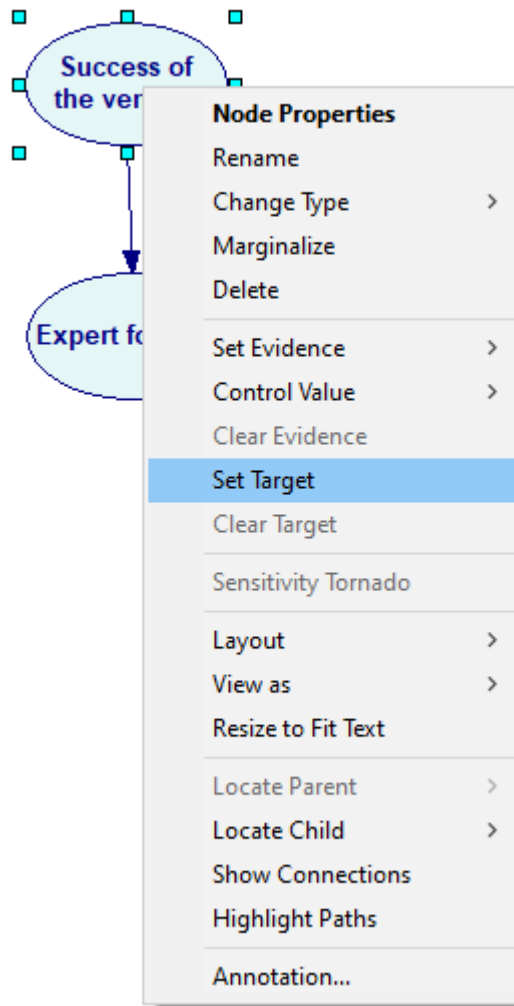 Success of
the ver
Expert fo
Node Properties
Rename
Change Type
Marginalize
Delete
Set Evidence
Control Value
Clear Evidence
Set Target
Clear Target
Sensitivity Tornado
Layout
View as
Resize to Fit Text
Locate Parent
Locate Child
Show Connections
Highlight Paths
Annotation...